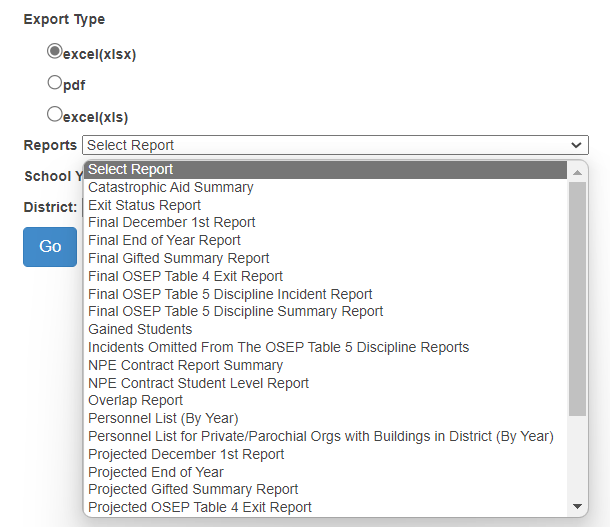 Export Type
excel(xlsx)
pdf
excel(xls)
Reports Select Report
School Y
District:
Go
Select Report
Catastrophic Aid Summary
Exit Status Report
Final December 1st Report
Final End of Year Report
Final Gifted Summary Report
Final OSEP Table 4 Exit Report
Final OSEP Table 5 Discipline Incident Report
Final OSEP Table 5 Discipline Summary Report
Gained Students
Incidents Omitted From The OSEP Table 5 Discipline Reports
NPE Contract Report Summary
NPE Contract Student Level Report
Overlap Report
Personnel List (By Year)
Personnel List for Private/Parochial Orgs with Buildings in District (By Year)
Projected December 1st Report
Projected End of Year
Projected Gifted Summary Report
Projected OSEP Table 4 Exit Report